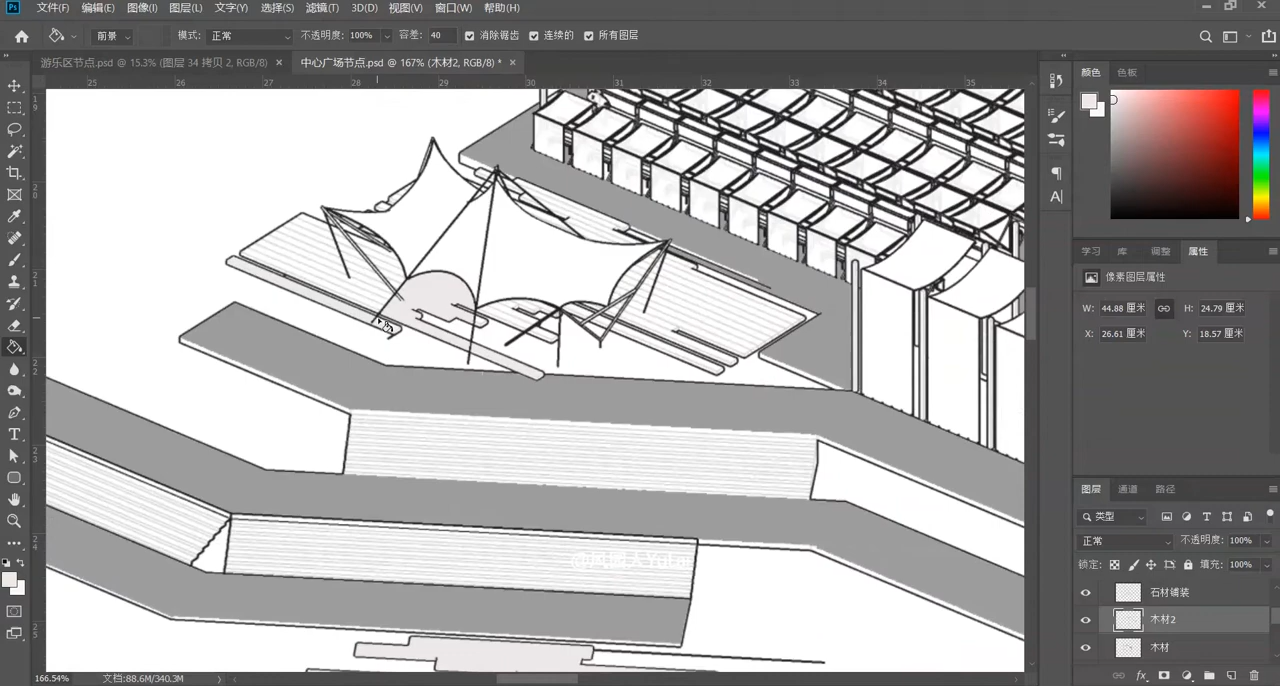 Ps 文件(F) 编辑(E) 图像(I) 图层(L) 文字(Y) 选择(S) 滤镜(T) 3D(D) 视图(V) 窗口(W) 帮助(H)
前景 模式: 正常 不透明度: 100% 容差: 40 消除锯齿 连续的 所有图层
游乐区节点.psd @ 15.3% (图层 34 拷贝 2, RGB/8) × 中心广场节点.psd @ 167% (木材2, RGB/8) * ×
25 27 28 29 30 31 32 33 34 35
19
20
21
22
23
24
25
颜色 色板
学习 库 调整 属性
像素图层属性
W: 44.88 厘米 H: 24.79 厘米
X: 26.61 厘米 Y: 18.57 厘米
图层 通道 路径
类型
正常 不透明度: 100%
锁定: 填充: 100%
石材铺装
木材2
木材
166.54% 文档:88.6M/340.3M